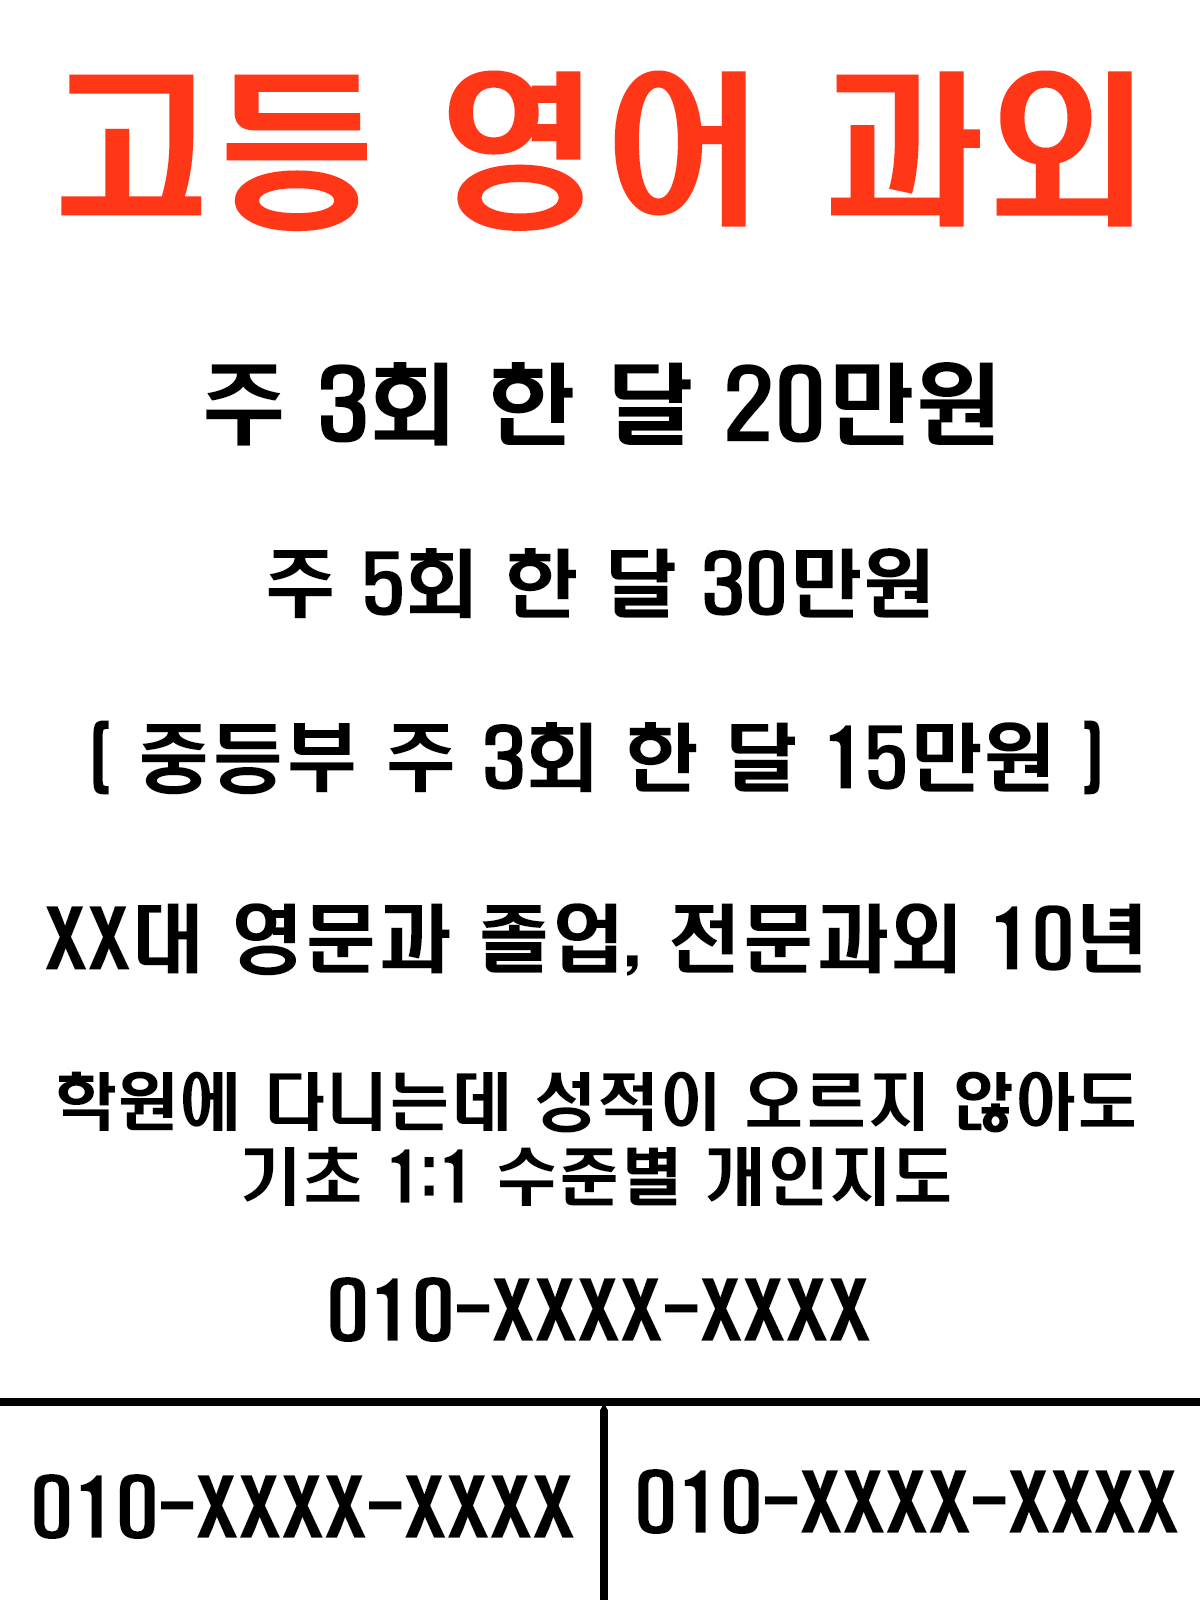 고등 영어 과외
주 3회 한 달 20만원
주 5회 한 달 30만원
( 중등부 주 3회 한 달 15만원 )
XX대 영문과 졸업, 전문과외 10년
학원에 다니는데 성적이 오르지 않아도
기초 1:1 수준별 개인지도
010-XXXX-XXXX
010-XXXX-XXXX
010-XXXX-XXXX